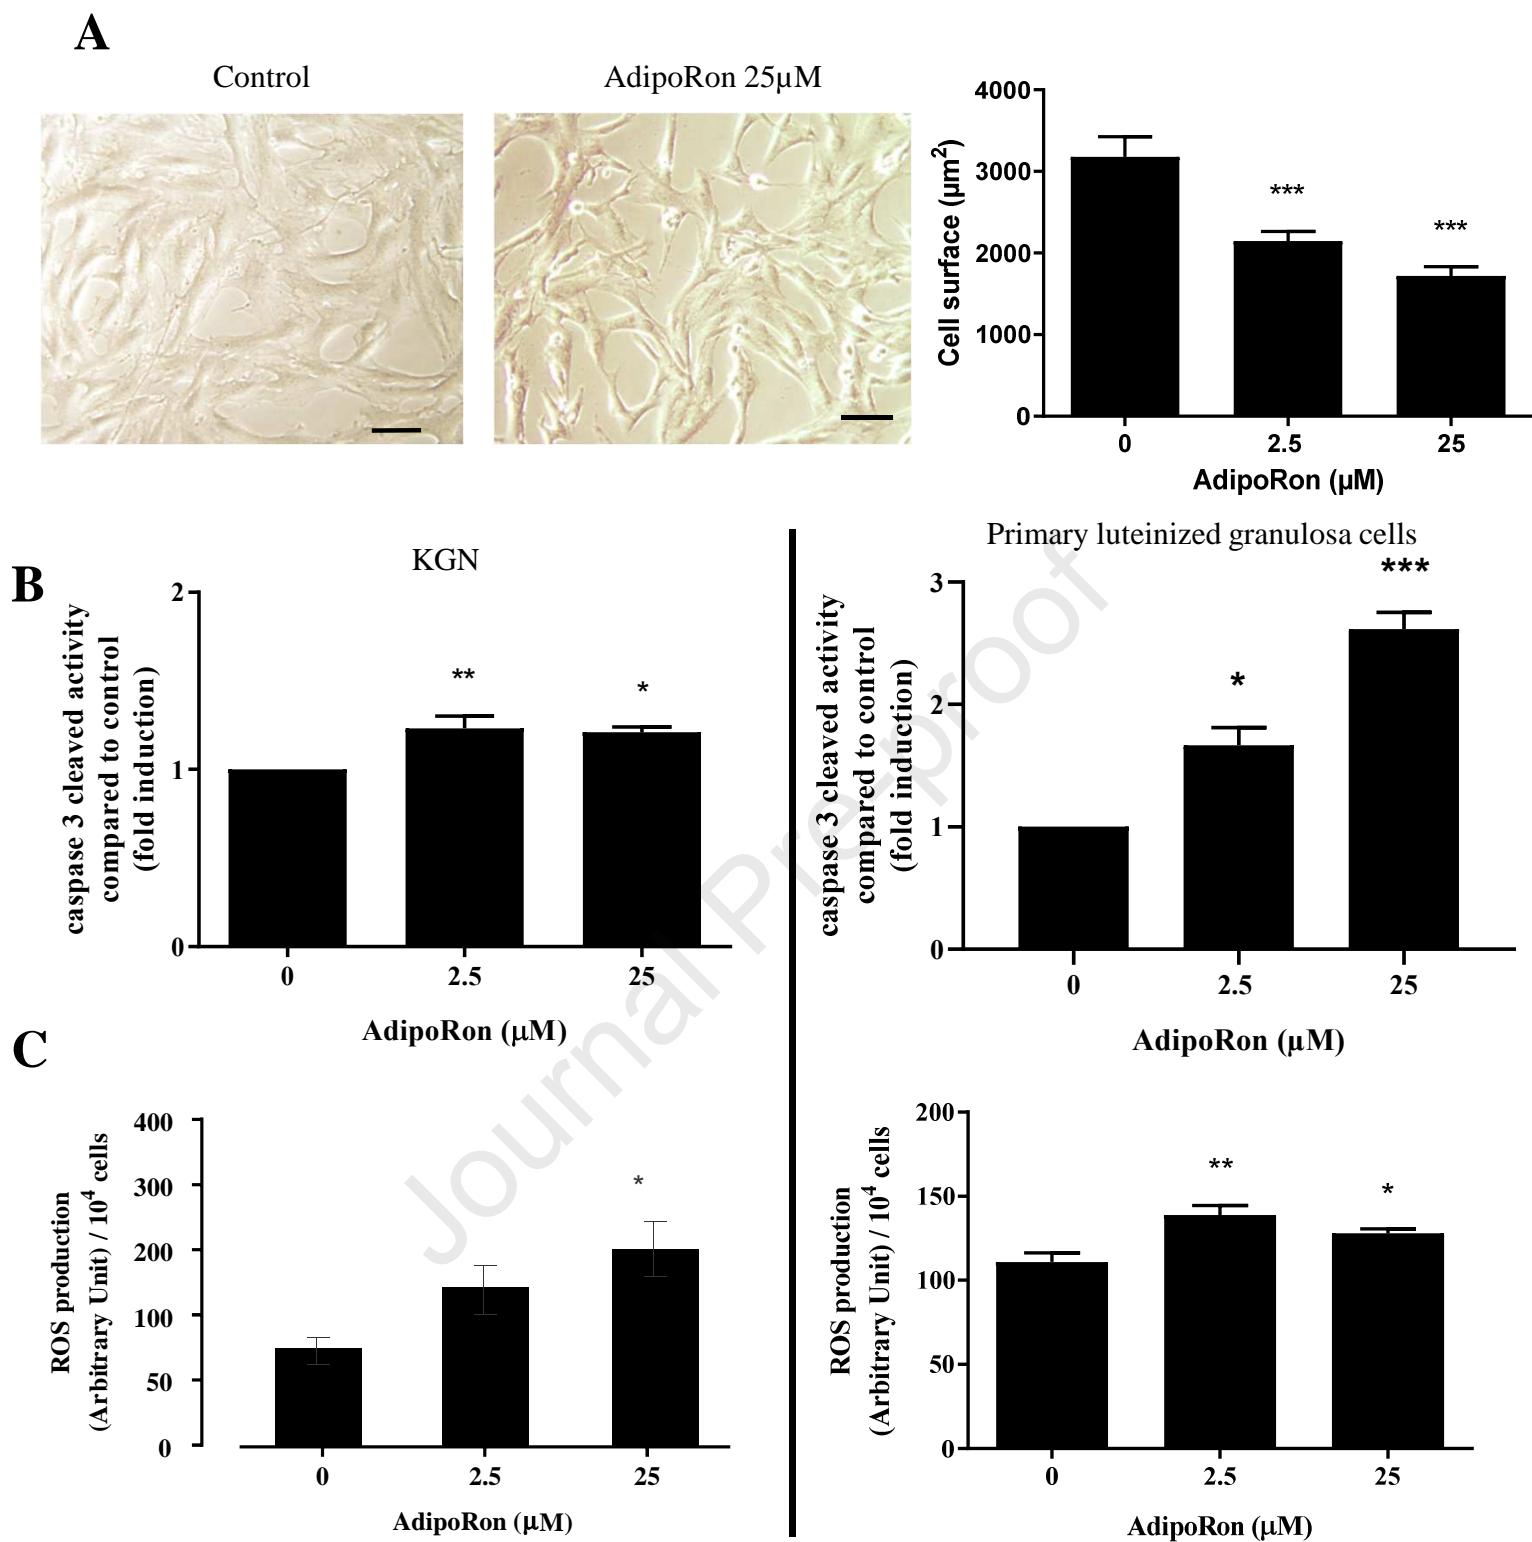 A
Control
AdipoRon 25µM
Cell surface (µm²)
4000
3000
2000
1000
0
***
***
0 2.5 25
AdipoRon (µM)
B
KGN
caspase 3 cleaved activity
compared to control
(fold induction)
2
1
0
**
*
0 2.5 25
AdipoRon (µM)
Primary luteinized granulosa cells
caspase 3 cleaved activity
compared to control
(fold induction)
3
2
1
0
*
***
0 2.5 25
AdipoRon (µM)
C
ROS production
(Arbitrary Unit) / 10⁴ cells
400
300
200
100
50
0
*
0 2.5 25
AdipoRon (µM)
ROS production
(Arbitrary Unit) / 10⁴ cells
200
150
100
50
0
**
*
0 2.5 25
AdipoRon (µM)
Journal Pre-proof